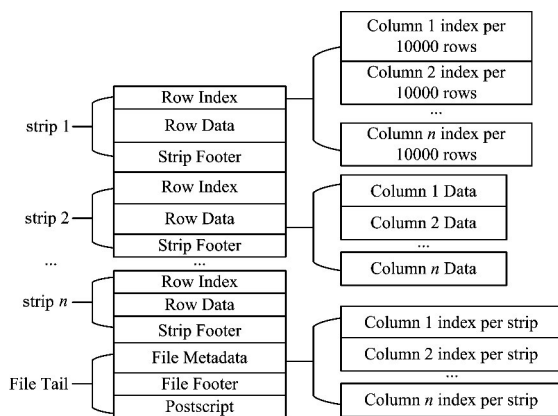 strip 1
Row Index
Row Data
Strip Footer
strip 2
Row Index
Row Data
Strip Footer
...
...
strip n
Row Index
Row Data
Strip Footer
File Tail
File Metadata
File Footer
Postscript
Column 1 index per
10000 rows
Column 2 index per
10000 rows
...
Column n index per
10000 rows
Column 1 Data
Column 2 Data
...
Column n Data
Column 1 index per strip
Column 2 index per strip
...
Column n index per strip